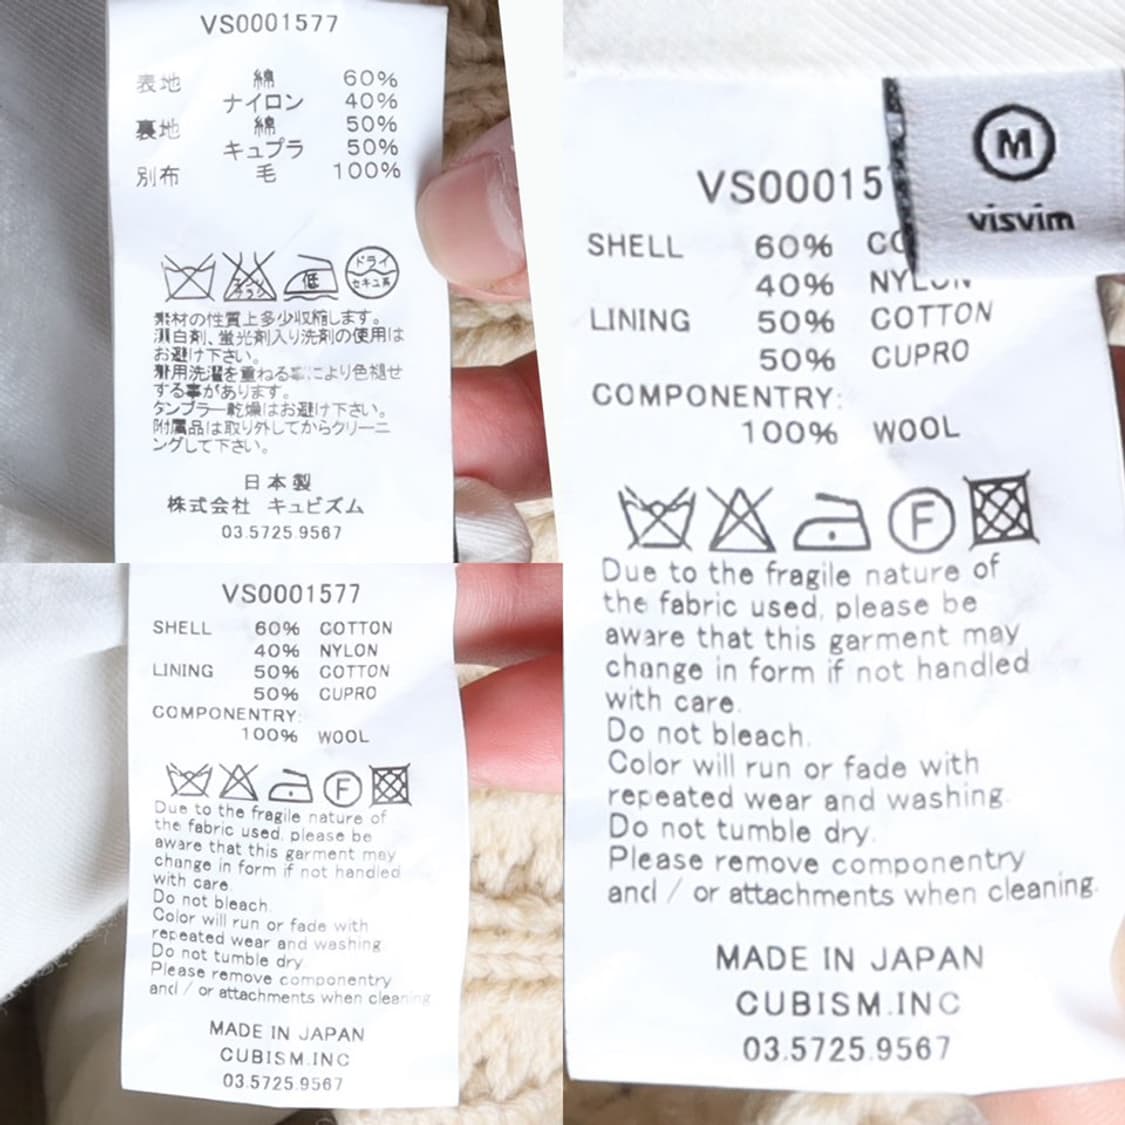 VS0001577
表地 綿 60%
ナイロン 40%
裏地 綿 50%
キュプラ 50%
別布 毛 100%
低
ドライ
セキユ系
素材の性質上多少収縮します。
漂白剤、蛍光剤入り洗剤の使用は
お避け下さい。
着用洗濯を重ねる事により色褪せ
する事があります。
タンブラー乾燥はお避け下さい。
附属品は取り外してからクリーニ
ングして下さい。
日本製
株式会社 キュビズム
03.5725.9567
VS0001577
SHELL 60% COTTON
40% NYLON
LINING 50% COTTON
50% CUPRO
COMPONENTRY:
100% WOOL
F
Due to the fragile nature of
the fabric used, please be
aware that this garment may
change in form if not handled
with care.
Do not bleach.
Color will run or fade with
repeated wear and washing.
Do not tumble dry.
Please remove componentry
and / or attachments when cleaning
MADE IN JAPAN
CUBISM.INC
03.5725.9567
M
visvim
VS00015
SHELL 60% CO
40% NYLON
LINING 50% COTTON
50% CUPRO
COMPONENTRY:
100% WOOL
F
Due to the fragile nature of
the fabric used, please be
aware that this garment may
change in form if not handled
with care.
Do not bleach.
Color will run or fade with
repeated wear and washing.
Do not tumble dry.
Please remove componentry
and / or attachments when cleaning.
MADE IN JAPAN
CUBISM.INC
03.5725.9567